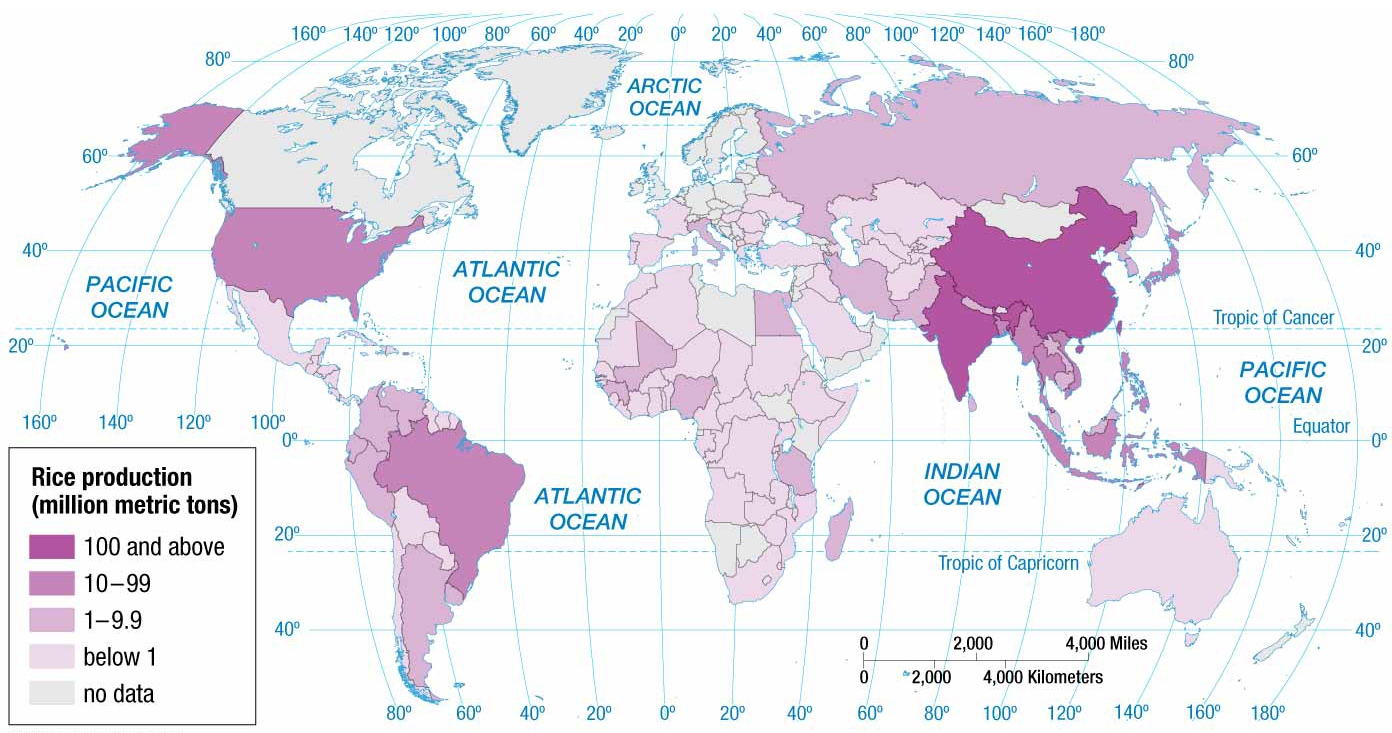 160º 140º 120º 100º 80º 60º 40º 20º 0º 20º 40º 60º 80º 100º 120º 140º 160º 180º
80º 80º
ARCTIC
OCEAN
60º 60º
40º 40º
ATLANTIC
OCEAN
PACIFIC
OCEAN
Tropic of Cancer
20º 20º
PACIFIC
OCEAN
160º 140º 120º 100º
Equator
0º 0º
INDIAN
OCEAN
ATLANTIC
OCEAN
20º 20º
Tropic of Capricorn
40º 40º
Rice production
(million metric tons)
100 and above
10–99
1–9.9
below 1
no data
0 2,000 4,000 Miles
0 2,000 4,000 Kilometers
80º 60º 40º 20º 0º 20º 40º 60º 80º 100º 120º 140º 160º 180º